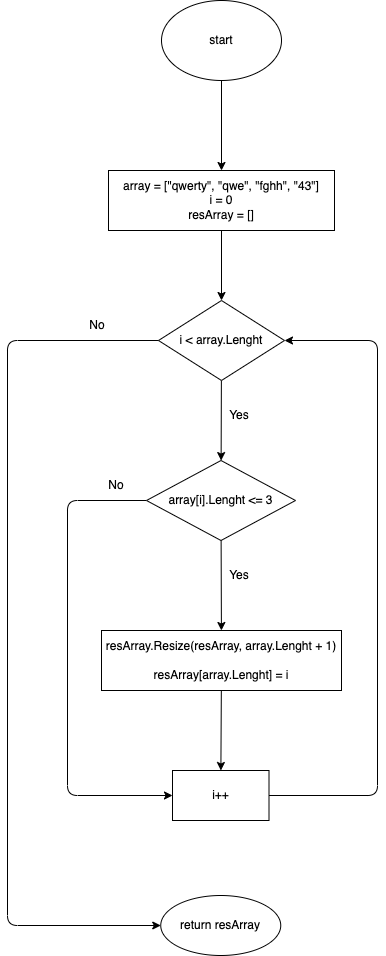 start
array = ["qwerty", "qwe", "fghh", "43"]
i = 0
resArray = []
No
i < array.Lenght
Yes
No
array[i].Lenght <= 3
Yes
resArray.Resize(resArray, array.Lenght + 1)
resArray[array.Lenght] = i
i++
return resArray